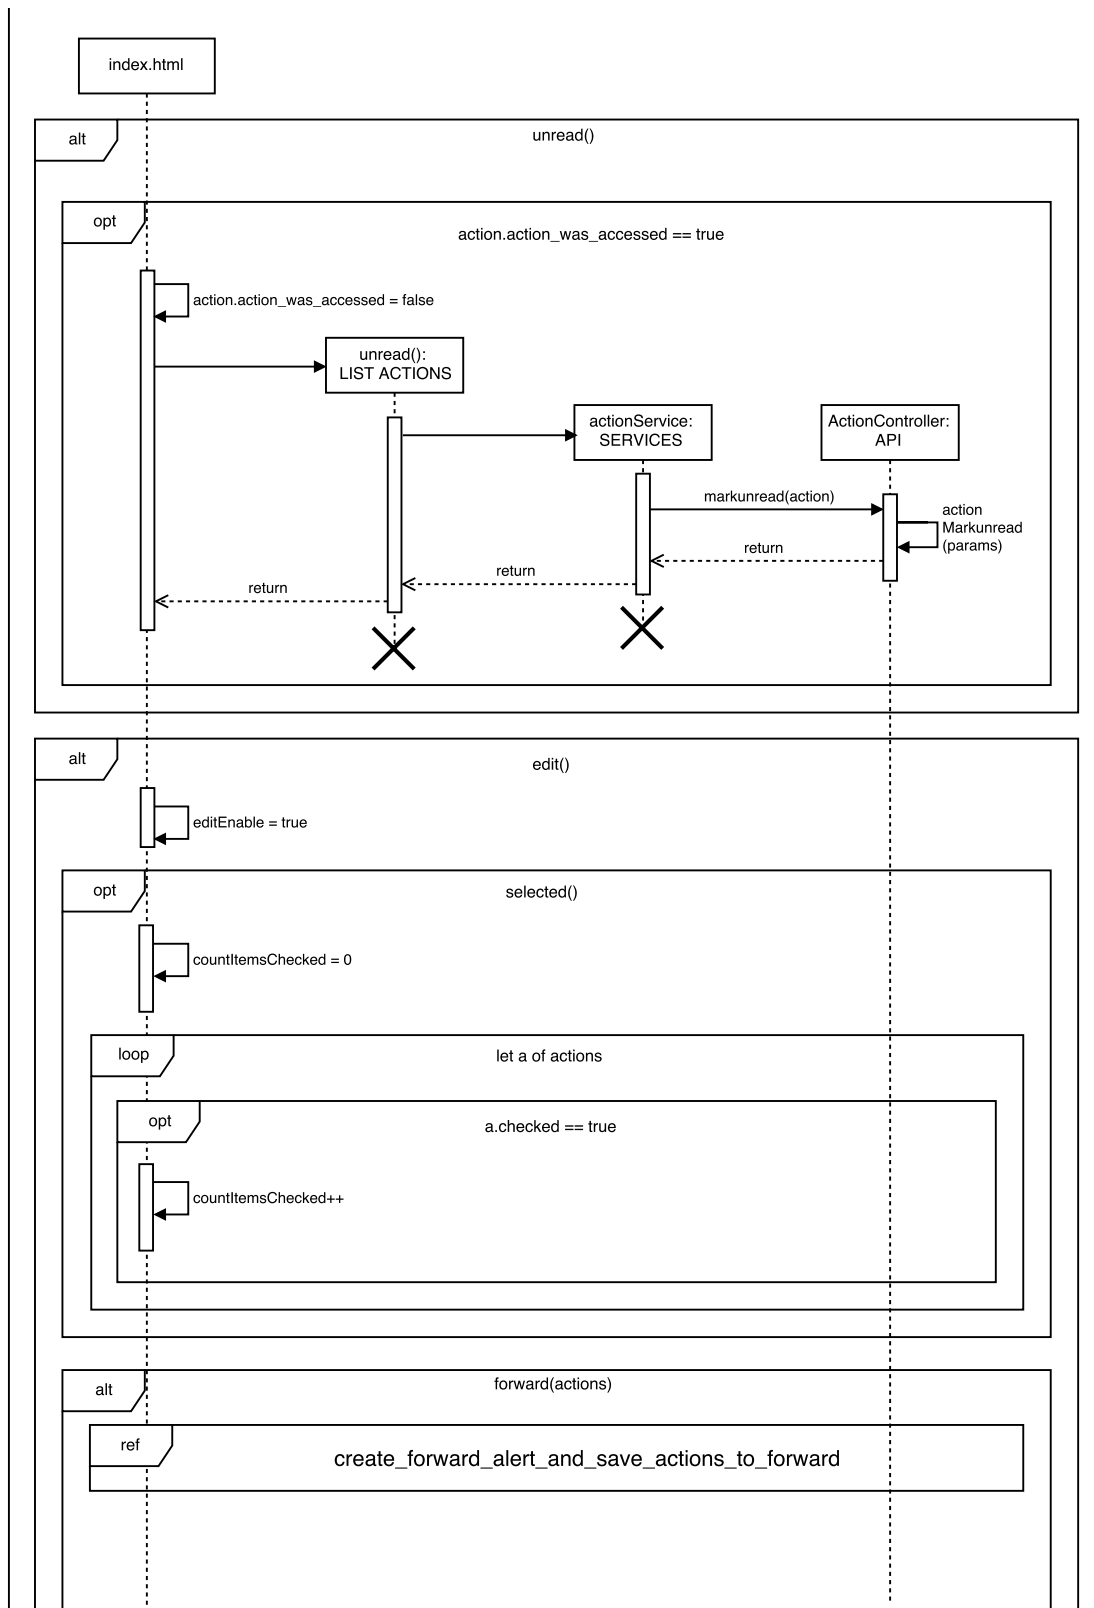 index.html
alt
unread()
opt
action.action_was_accessed == true
action.action_was_accessed = false
unread():
LIST ACTIONS
actionService:
SERVICES
ActionController:
API
markunread(action)
action
Markunread
(params)
return
return
return
alt
edit()
editEnable = true
opt
selected()
countItemsChecked = 0
loop
let a of actions
opt
a.checked == true
countItemsChecked++
alt
forward(actions)
ref
create_forward_alert_and_save_actions_to_forward